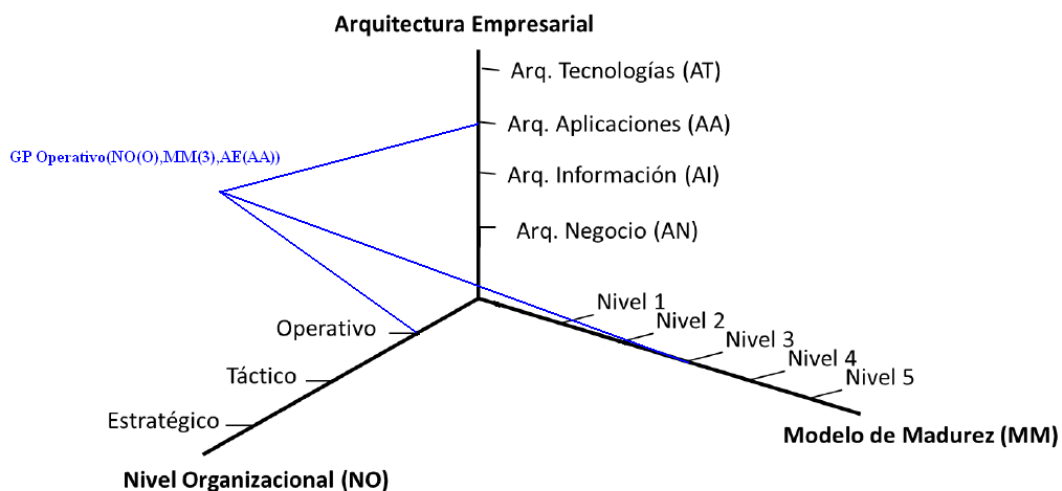 Arquitectura Empresarial
Arq. Tecnologías (AT)
Arq. Aplicaciones (AA)
GP Operativo(NO(O),MM(3),AE(AA))
Arq. Información (AI)
Arq. Negocio (AN)
Nivel 1
Nivel 2
Nivel 3
Nivel 4
Nivel 5
Operativo
Táctico
Estratégico
Modelo de Madurez (MM)
Nivel Organizacional (NO)